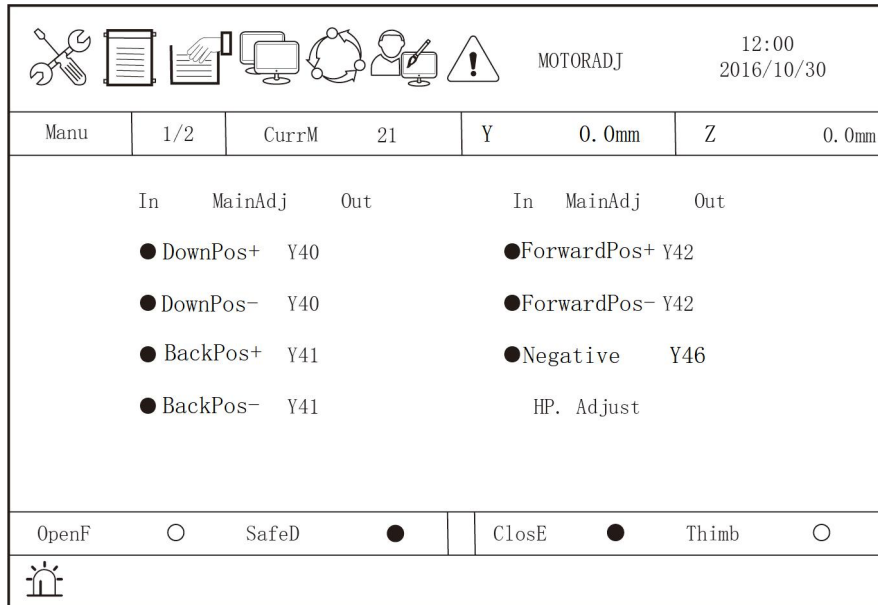 MOTORADJ 12:00
2016/10/30
Manu 1/2 CurrM 21 Y 0.0mm Z 0.0mm
In MainAdj Out In MainAdj Out
DownPos+ Y40 ForwardPos+ Y42
DownPos- Y40 ForwardPos- Y42
BackPos+ Y41 Negative Y46
BackPos- Y41 HP. Adjust
OpenF SafeD ClosE Thimb